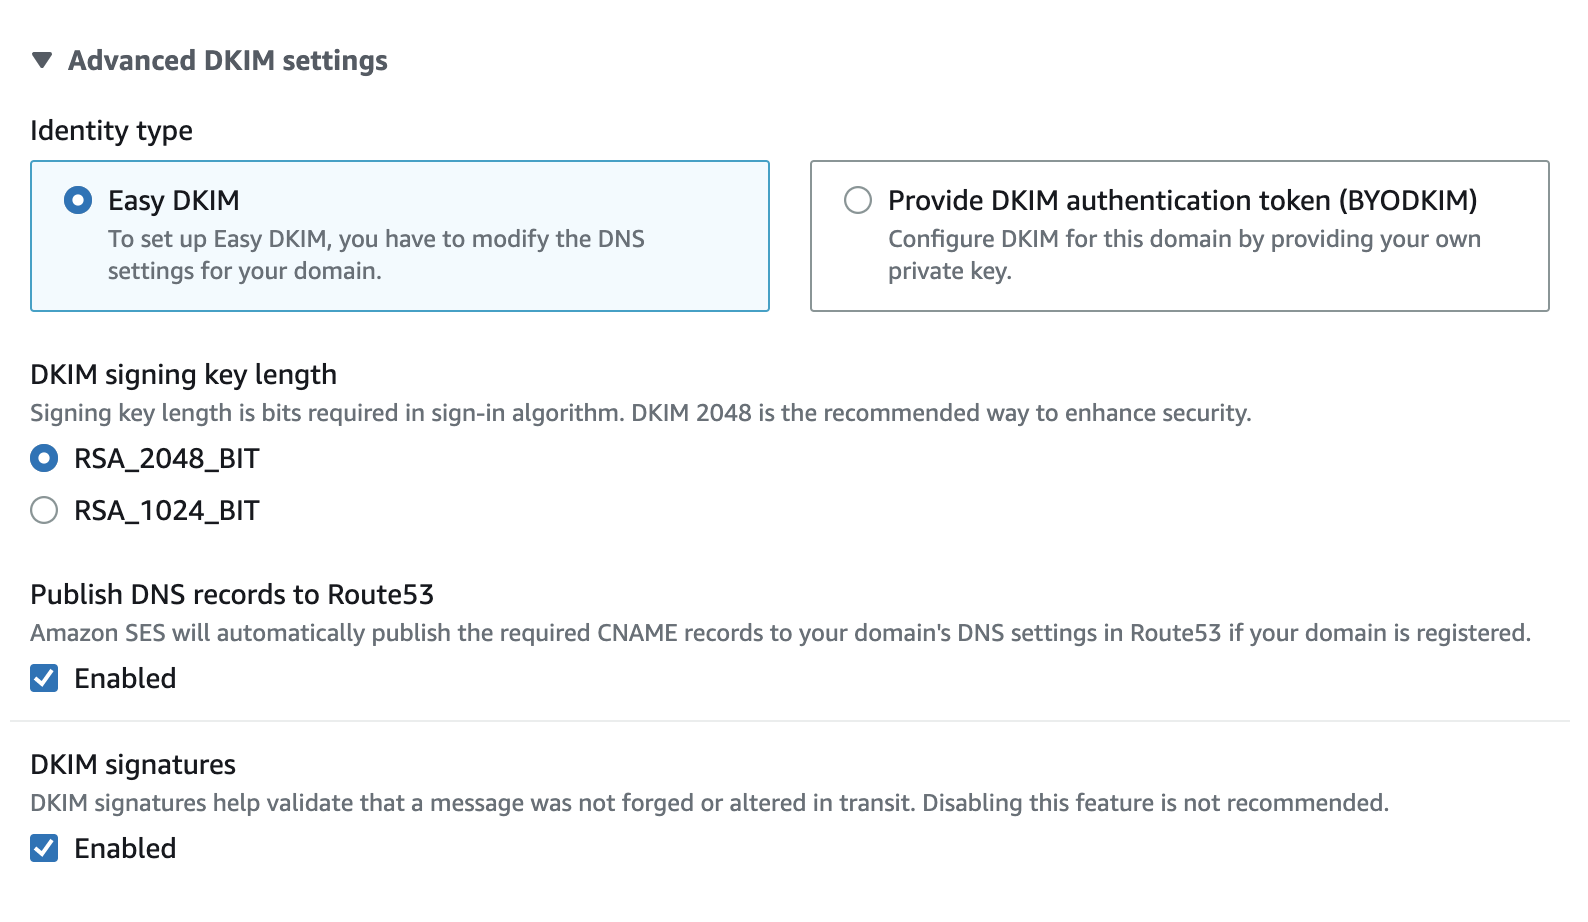 Advanced DKIM settings
Identity type
Easy DKIM
To set up Easy DKIM, you have to modify the DNS
settings for your domain.
Provide DKIM authentication token (BYODKIM)
Configure DKIM for this domain by providing your own
private key.
DKIM signing key length
Signing key length is bits required in sign-in algorithm. DKIM 2048 is the recommended way to enhance security.
RSA_2048_BIT
RSA_1024_BIT
Publish DNS records to Route53
Amazon SES will automatically publish the required CNAME records to your domain's DNS settings in Route53 if your domain is registered.
Enabled
DKIM signatures
DKIM signatures help validate that a message was not forged or altered in transit. Disabling this feature is not recommended.
Enabled